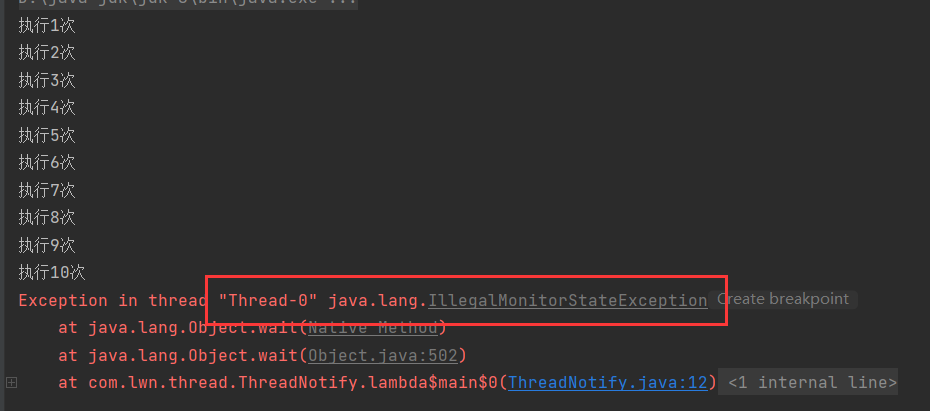 D:\java-jdk\jdk-8\bin\java.exe ...
执行1次
执行2次
执行3次
执行4次
执行5次
执行6次
执行7次
执行8次
执行9次
执行10次
Exception in thread "Thread-0" java.lang.IllegalMonitorStateException Create breakpoint
at java.lang.Object.wait(Native Method)
at java.lang.Object.wait(Object.java:502)
at com.lwn.thread.ThreadNotify.lambda$main$0(ThreadNotify.java:12) <1 internal line>